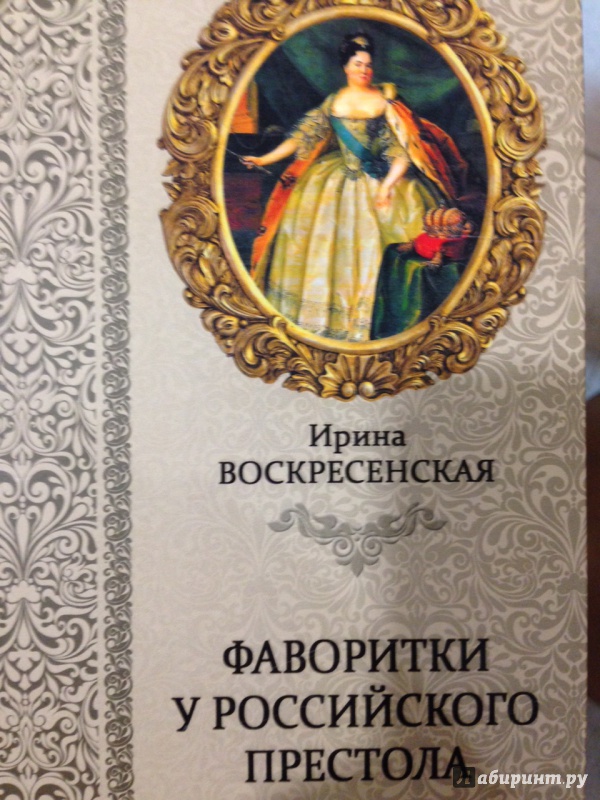 Ирина
ВОСКРЕСЕНСКАЯ
ФАВОРИТКИ
У РОССИЙСКОГО
ПРЕСТОЛА
Лабиринт.ру